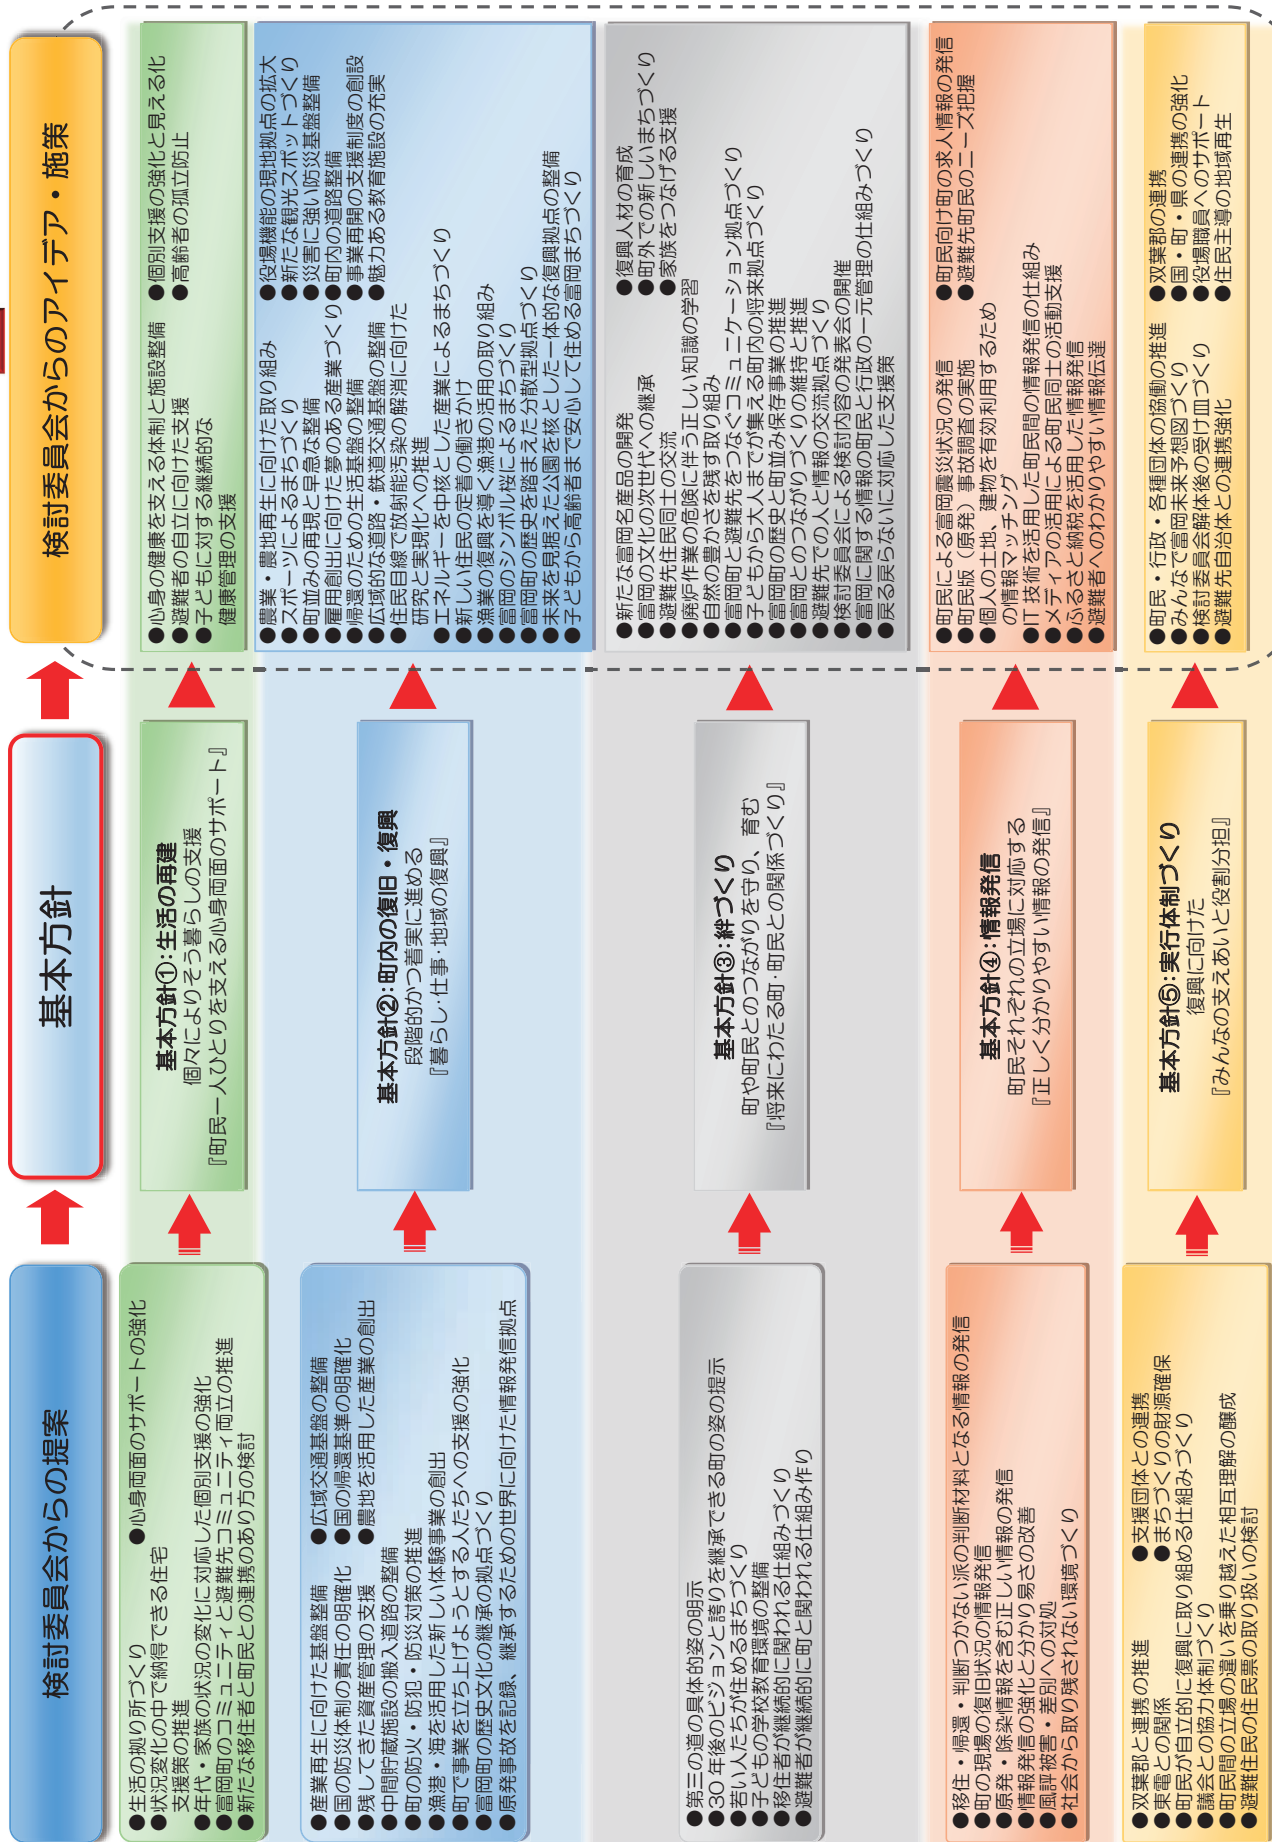 検討委員会からの提案
基本方針
検討委員会からのアイデア・施策
●生活の拠り所づくり
●心身両面のサポートの強化
●状況変化の中で納得できる住宅
支援策の推進
●年代・家族の状況の変化に対応した個別支援の強化
●富岡町のコミュニティと避難先コミュニティ両立の推進
●新たな移住者と町民との連携のあり方の検討
基本方針①:生活の再建
個々によりそう暮らしの支援
『町民一人ひとりを支える心身両面のサポート』
●心身の健康を支える体制と施設整備
●個別支援の強化と見える化
●避難者の自立に向けた支援
●高齢者の孤立防止
●子どもに対する継続的な
健康管理の支援
●産業再生に向けた基盤整備
●広域交通基盤の整備
●国の防災体制の責任の明確化
●国の帰還基準の明確化
●残してきた資産管理の支援
●農地を活用した産業の創出
●中間貯蔵施設の搬入道路の整備
●町の防火・防犯・防災対策の推進
●漁港・海を活用した新しい体験事業の創出
●町で事業を立ち上げようとする人たちへの支援の強化
●富岡町の歴史文化の継承の拠点づくり
●原発事故を記録、継承するための世界に向けた情報発信拠点
基本方針②:町内の復旧・復興
段階的かつ着実に進める
『暮らし・仕事・地域の復興』
●農業・農地再生に向けた取り組み
●役場機能の現地拠点の拡大
●スポーツによるまちづくり
●新たな観光スポットづくり
●町並みの再現と早急な整備
●災害に強い防災基盤整備
●雇用創出に向けた夢のある産業づくり
●町内の道路整備
●帰還のための生活基盤の整備
●事業再開の支援制度の創設
●広域的な道路・鉄道交通基盤の整備
●魅力ある教育施設の充実
●住民目線で放射能汚染の解消に向けた
研究と実現化への推進
●エネルギーを中核とした産業によるまちづくり
●新しい住民の定着の働きかけ
●漁業の復興を導く漁港の活用の取り組み
●富岡のシンボル桜によるまちづくり
●富岡町の歴史を踏まえた分散型拠点づくり
●未来を見据えた公園を核とした一体的な復興拠点の整備
●子どもから高齢者まで安心して住める富岡まちづくり
●第三の道の具体的姿の明示
●30年後のビジョンと誇りを継承できる町の姿の提示
●若い人たちが住めるまちづくり
●子どもの学校教育環境の整備
●移住者が継続的に関われる仕組みづくり
●避難者が継続的に町と関われる仕組み作り
基本方針③:絆づくり
町や町民とのつながりを守り、育む
『将来にわたる町・町民との関係づくり』
●新たな富岡名産品の開発
●復興人材の育成
●富岡の文化の次世代への継承
●町外での新しいまちづくり
●避難先住民同士の交流
●家族をつなげる支援
●廃炉作業の危険に伴う正しい知識の学習
●自然の豊かさを残す取り組み
●富岡町と避難先をつなぐコミュニケーション拠点づくり
●子どもから大人までが集える町内の将来拠点づくり
●富岡町の歴史と町並み保存事業の推進
●富岡とのつながりづくりの維持と推進
●避難先での人と情報の交流拠点づくり
●検討委員会による検討内容の発表会の開催
●富岡に関する情報の町民と行政の一元管理の仕組みづくり
●戻る戻らないに対応した支援策
●移住・帰還・判断つかない派の判断材料となる情報の発信
●町の現場の復旧状況の情報発信
●原発・除染情報を含む正しい情報の発信
●情報発信の強化と分かり易さの改善
●風評被害・差別への対処
●社会から取り残されない環境づくり
基本方針④:情報発信
町民それぞれの立場に対応する
『正しく分かりやすい情報の発信』
●町民による富岡震災状況の発信
●町民向け町の求人情報の発信
●町民版（原発）事故調査の実施
●避難先町民のニーズ把握
●個人の土地、建物を有効利用するため
の情報マッチング
●IT 技術を活用した町民間の情報発信の仕組み
●メディアの活用による町民同士の活動支援
●ふるさと納税を活用した情報発信
●避難者へのわかりやすい情報伝達
●双葉郡と連携の推進
●支援団体との連携
●東電との関係
●まちづくりの財源確保
●町民が自立的に復興に取り組める仕組みづくり
●議会との協力体制づくり
●町民間の立場の違いを乗り越えた相互理解の醸成
●避難住民の住民票の取り扱いの検討
基本方針⑤:実行体制づくり
復興に向けた
『みんなの支えあいと役割分担』
●町民・行政・各種団体の協働の推進
●双葉郡の連携
●みんなで富岡未来予想図づくり
●国・町・県の連携の強化
●検討委員会解体後の受け皿づくり
●役場職員へのサポート
●避難先自治体との連携強化
●住民主導の地域再生